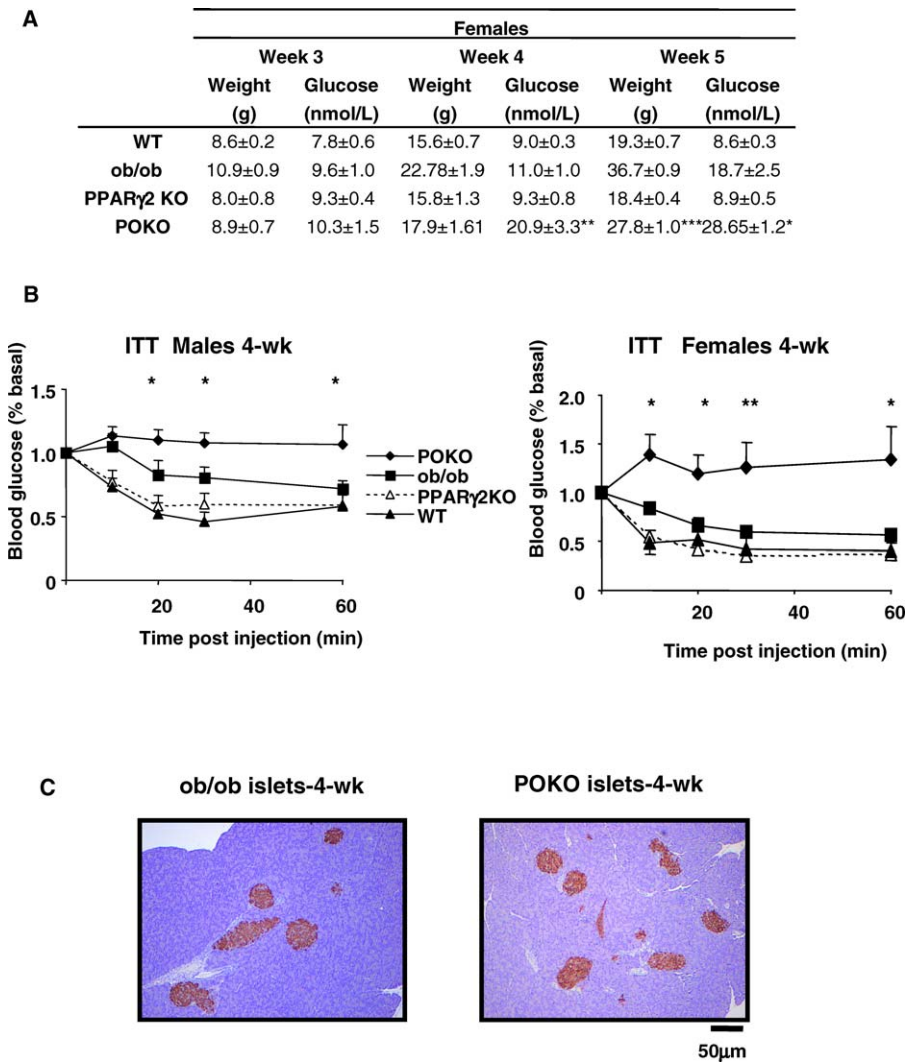 A
Females
Week 3 Week 4 Week 5
Weight (g) Glucose (nmol/L) Weight (g) Glucose (nmol/L) Weight (g) Glucose (nmol/L)
WT 8.6±0.2 7.8±0.6 15.6±0.7 9.0±0.3 19.3±0.7 8.6±0.3
ob/ob 10.9±0.9 9.6±1.0 22.78±1.9 11.0±1.0 36.7±0.9 18.7±2.5
PPARγ2 KO 8.0±0.8 9.3±0.4 15.8±1.3 9.3±0.8 18.4±0.4 8.9±0.5
POKO 8.9±0.7 10.3±1.5 17.9±1.61 20.9±3.3** 27.8±1.0*** 28.65±1.2*
B
ITT Males 4-wk
Blood glucose (% basal)
1.5
1.0
0.5
0
* * *
20 40 60
Time post injection (min)
POKO
ob/ob
PPARγ2KO
WT
ITT Females 4-wk
Blood glucose (% basal)
2.0
1.5
1.0
0.5
0
* * ** *
20 40 60
Time post injection (min)
C
ob/ob islets-4-wk
POKO islets-4-wk
50μm